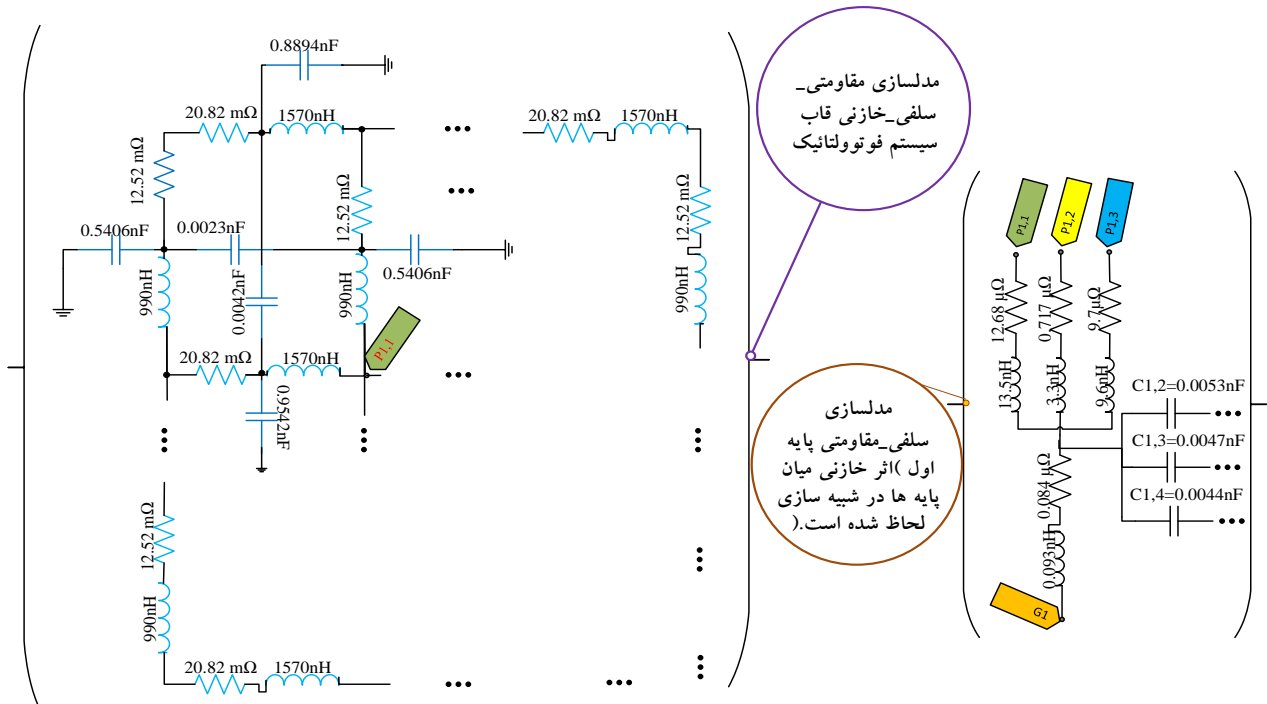 0.8894nF
20.82 mΩ
1570nH
20.82 mΩ
1570nH
12.52 mΩ
12.52 mΩ
12.52 mΩ
0.5406nF
0.0023nF
0.5406nF
990nH
0.0042nF
990nH
990nH
P1,1
20.82 mΩ
1570nH
0.9542nF
12.52 mΩ
990nH
20.82 mΩ
1570nH
مدلسازی مقاومتی_
سلفی_خازنی قاب
سیستم فوتوولتائیک
مدلسازی
سلفی_مقاومتی پایه
اول )اثر خازنی میان
پایه ها در شبیه سازی
لحاظ شده است.(
P1,1
P1,2
P1,3
12.68 µΩ
0.717 µΩ
9.7µΩ
13.5nH
3.3nH
9.6nH
C1,2=0.0053nF
C1,3=0.0047nF
C1,4=0.0044nF
0.084 µΩ
0.093nH
G1